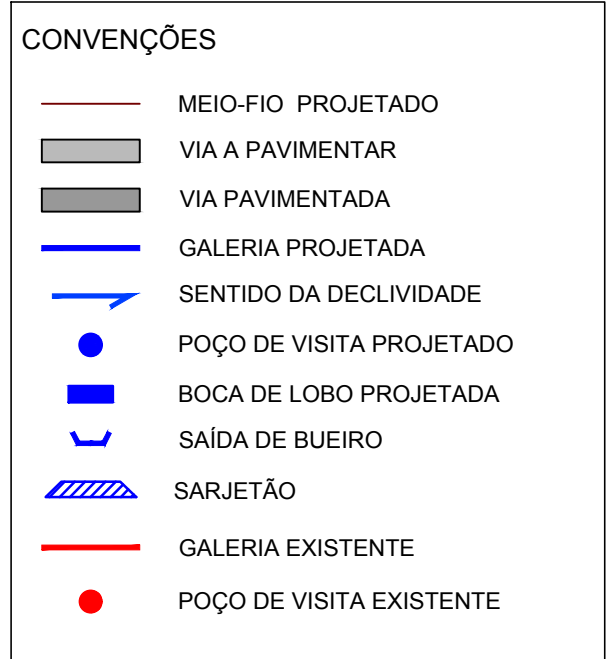 CONVENÇÕES
MEIO-FIO PROJETADO
VIA A PAVIMENTAR
VIA PAVIMENTADA
GALERIA PROJETADA
SENTIDO DA DECLIVIDADE
POÇO DE VISITA PROJETADO
BOCA DE LOBO PROJETADA
SAÍDA DE BUEIRO
SARJETÃO
GALERIA EXISTENTE
POÇO DE VISITA EXISTENTE